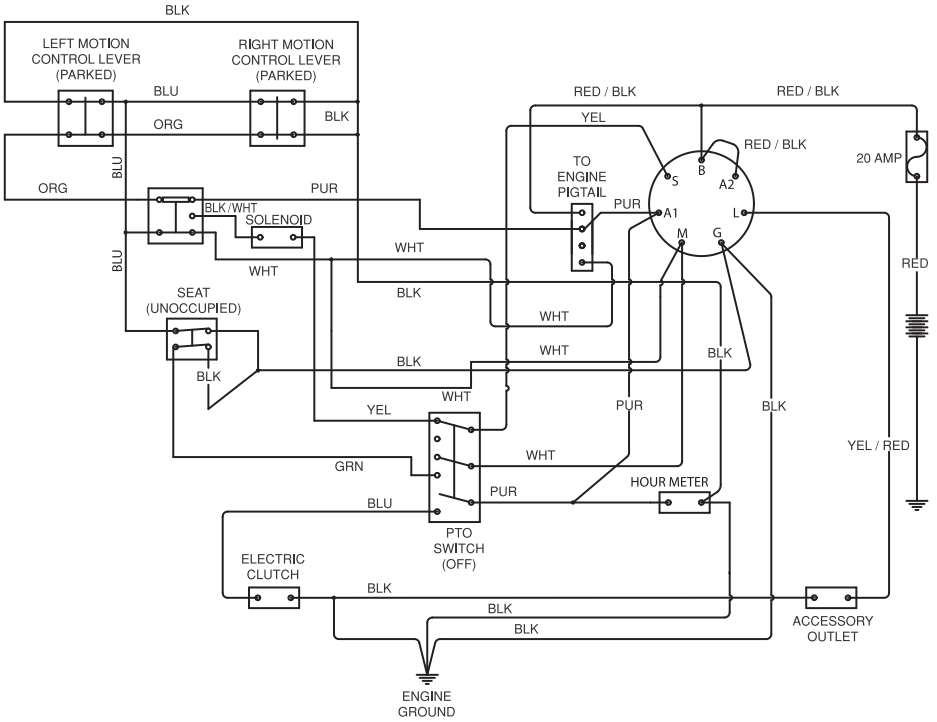 BLK
LEFT MOTION
CONTROL LEVER
(PARKED)
RIGHT MOTION
CONTROL LEVER
(PARKED)
BLU
BLK
ORG
RED / BLK
RED / BLK
YEL
RED / BLK
20 AMP
TO
ENGINE
PIGTAIL
S
B
A2
BLU
ORG
PUR
BLK/WHT
SOLENOID
PUR
A1
L
M
G
WHT
WHT
BLU
RED
SEAT
(UNOCCUPIED)
BLK
WHT
WHT
BLK
BLK
BLK
WHT
YEL
PUR
BLK
YEL / RED
GRN
WHT
HOUR METER
PUR
BLU
PTO
SWITCH
(OFF)
ELECTRIC
CLUTCH
BLK
BLK
BLK
ACCESSORY
OUTLET
ENGINE
GROUND